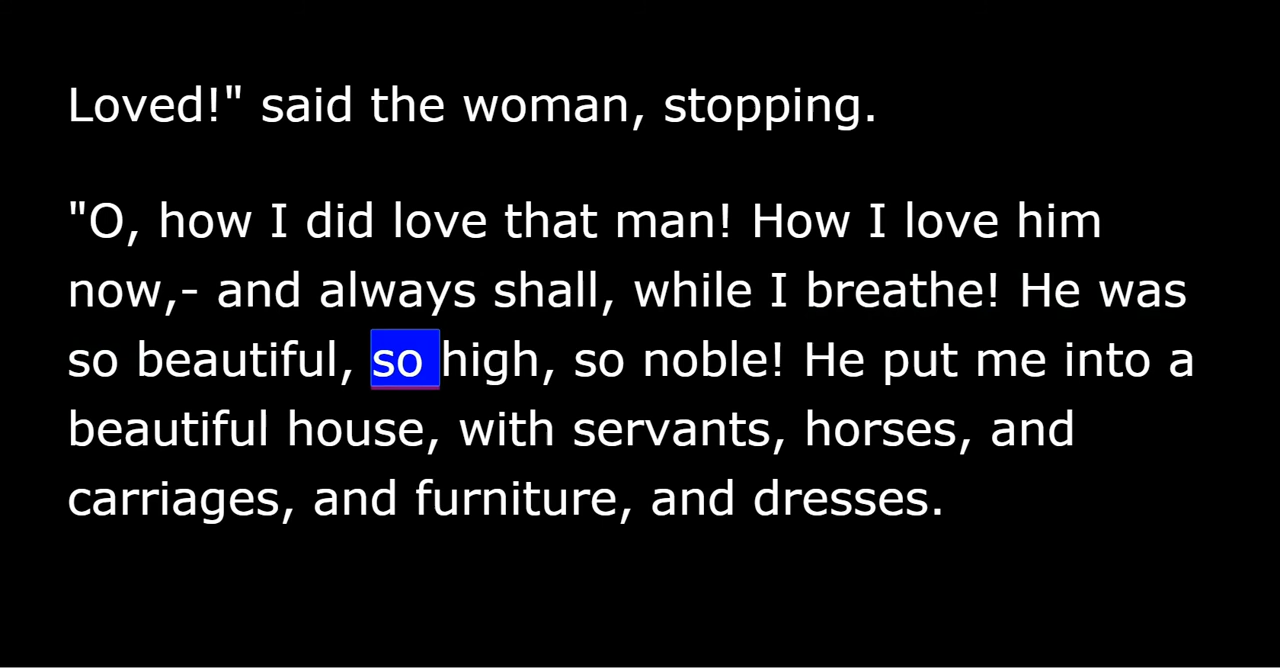 Loved!" said the woman, stopping.
"O, how I did love that man! How I love him
now,- and always shall, while I breathe! He was
so beautiful, so high, so noble! He put me into a
beautiful house, with servants, horses, and
carriages, and furniture, and dresses.